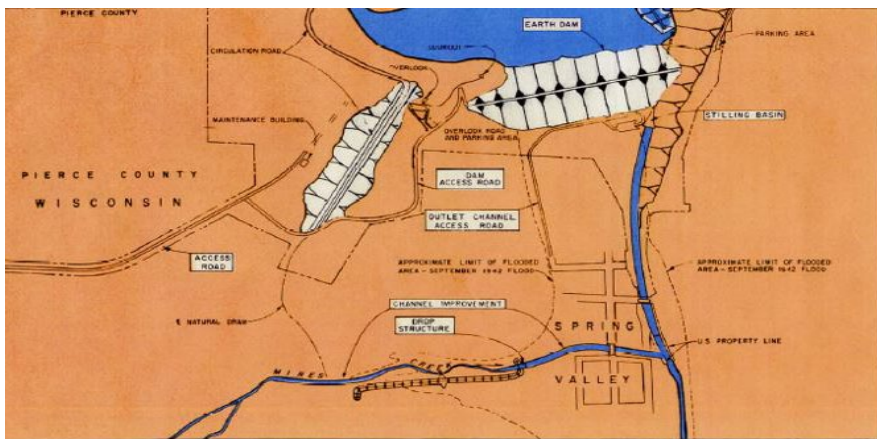 PIERCE COUNTY
EARTH DAM
PARKING AREA
CIRCULATION ROAD
OVERLOOK
MAINTENANCE BUILDING
OVERLOOK ROAD
AND PARKING AREA
STILLING BASIN
PIERCE COUNTY
WISCONSIN
DAM
ACCESS ROAD
OUTLET CHANNEL
ACCESS ROAD
ACCESS
ROAD
APPROXIMATE LIMIT OF FLOODED
AREA - SEPTEMBER 1942 FLOOD
APPROXIMATE LIMIT OF FLOODED
AREA - SEPTEMBER 1942 FLOOD
CHANNEL IMPROVEMENT
NATURAL DRAW
DROP
STRUCTURE
SPRING
U.S. PROPERTY LINE
MINES CREEK
VALLEY